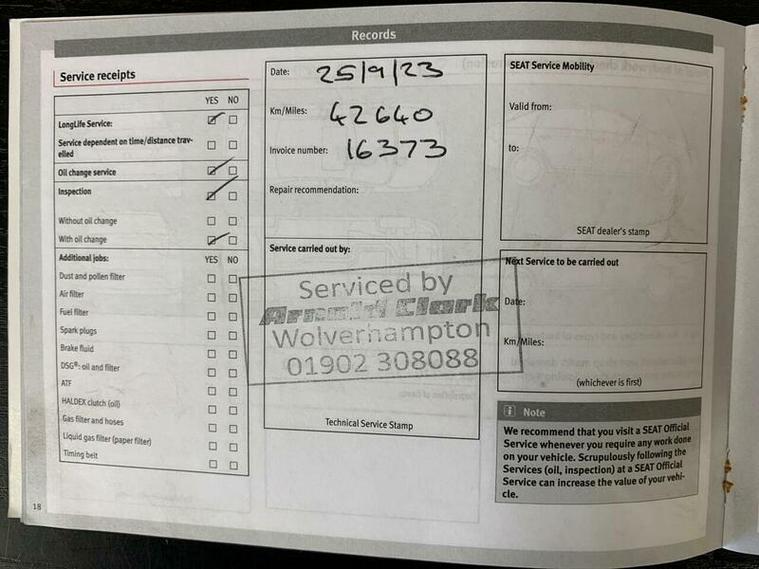 Records
Service receipts
YES NO
LongLife Service:
Service dependent on time/distance trav-
elled
Oil change service
Inspection
Without oil change
With oil change
Additional jobs: YES NO
Dust and pollen filter
Air filter
Fuel filter
Spark plugs
Brake fluid
DSG®: oil and filter
ATF
HALDEX clutch (oil)
Gas filter and hoses
Liquid gas filter (paper filter)
Timing belt
18
Date: 25/9/23
Km/Miles: 42640
Invoice number: 16373
Repair recommendation:
Service carried out by:
Serviced by
Arnold Clark
Wolverhampton
01902 308088
Technical Service Stamp
SEAT Service Mobility
Valid from:
to:
SEAT dealer's stamp
Next Service to be carried out
Date:
Km/Miles:
(whichever is first)
Note
We recommend that you visit a SEAT Official
Service whenever you require any work done
on your vehicle. Scrupulously following the
Services (oil, inspection) at a SEAT Official
Service can increase the value of your vehi-
cle.